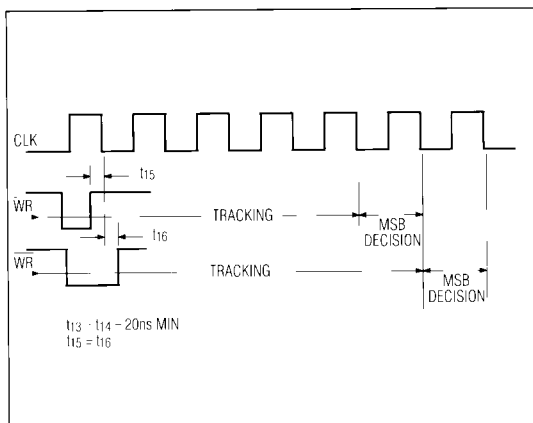 CLK
t15
WR
TRACKING
MSB
DECISION
t16
WR
TRACKING
MSB
DECISION
t13 - t14 - 20ns MIN
t15 = t16